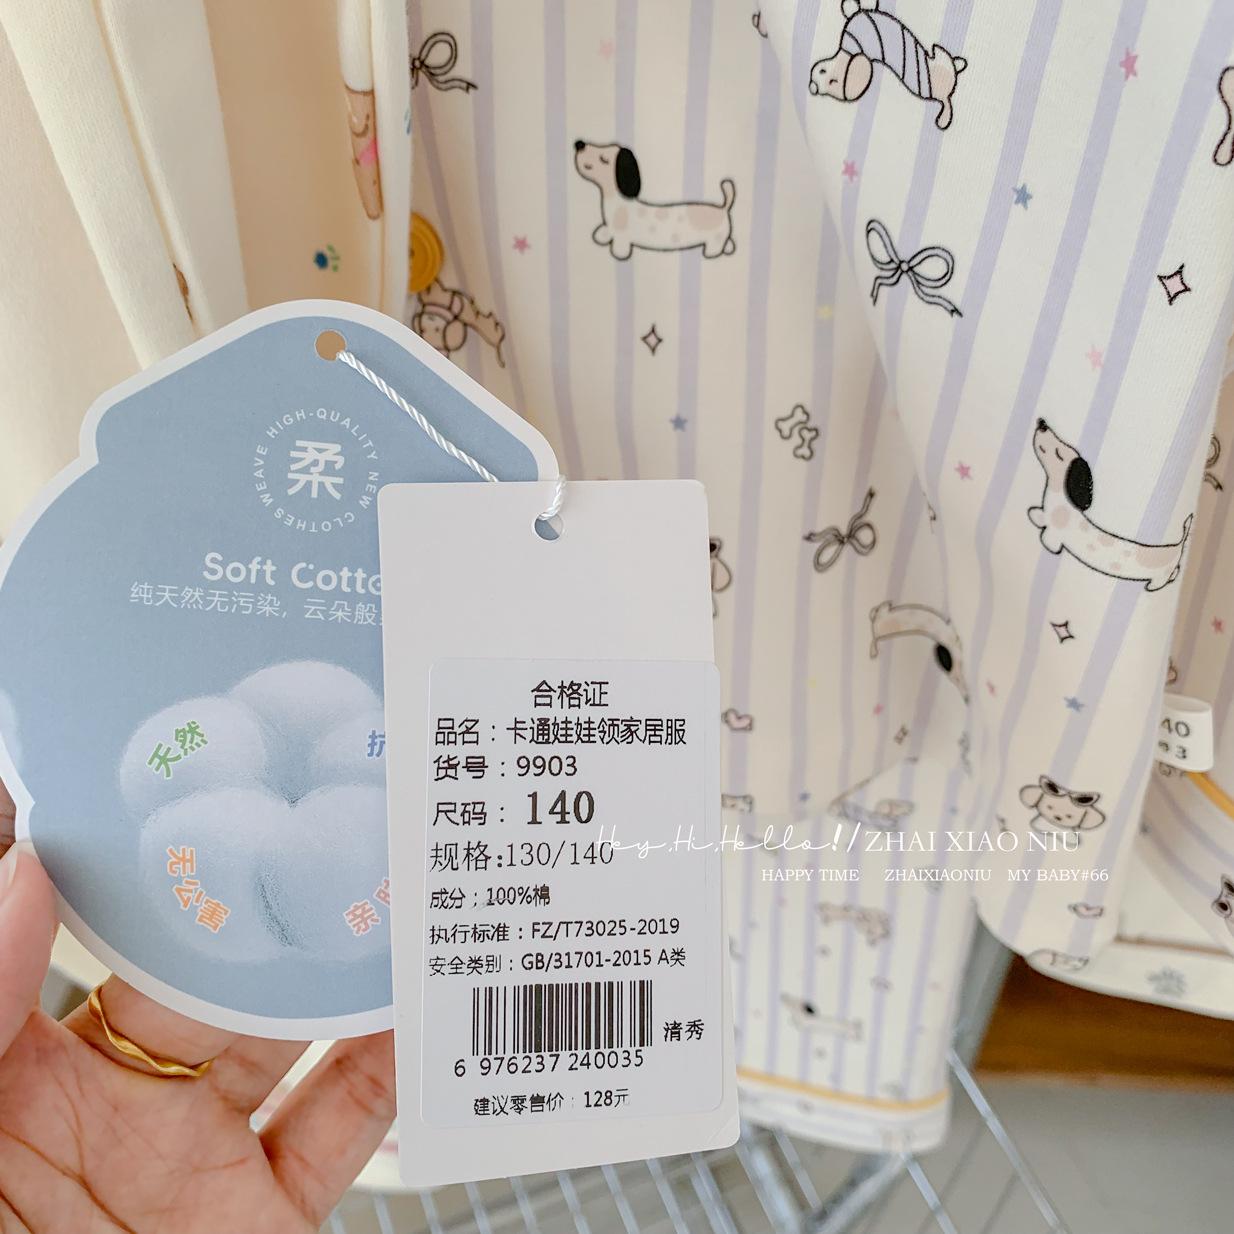 WEAVE HIGH-QUALITY NEW CLOTHES
柔
Soft Cotto
纯天然无污染，云朵般
天然
抗
无公害
亲
合格证
品名：卡通娃娃领家居服
货号：9903
尺码：140
规格:130/140
成分；100%棉
执行标准：FZ/T73025-2019
安全类别：GB/31701-2015 A类
清秀
6 976237 240035
建议零售价：128元
Hey,Hi,Hello!/ZHAI XIAO NIU
HAPPY TIME ZHAIXIAONIU MY BABY#66
40